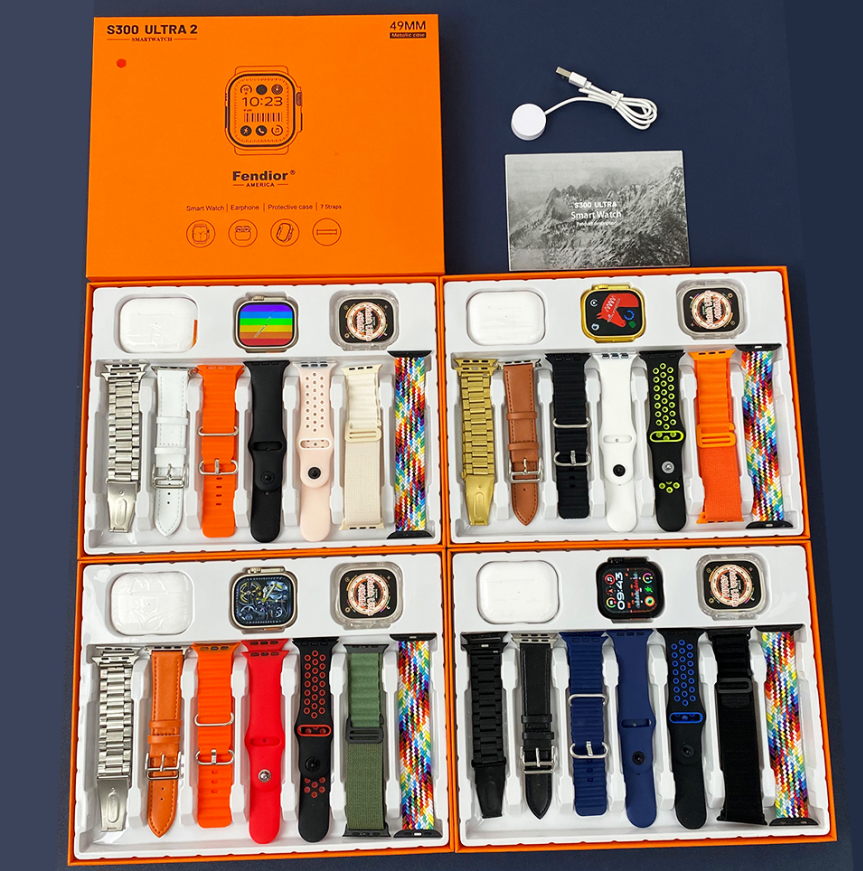 S300 ULTRA 2
SMARTWATCH
49MM
Metallic case
10:23
Fendior®
AMERICA
Smart Watch | Earphone | Protective case | 7 Straps
S300 ULTRA
Smart Watch
09:43